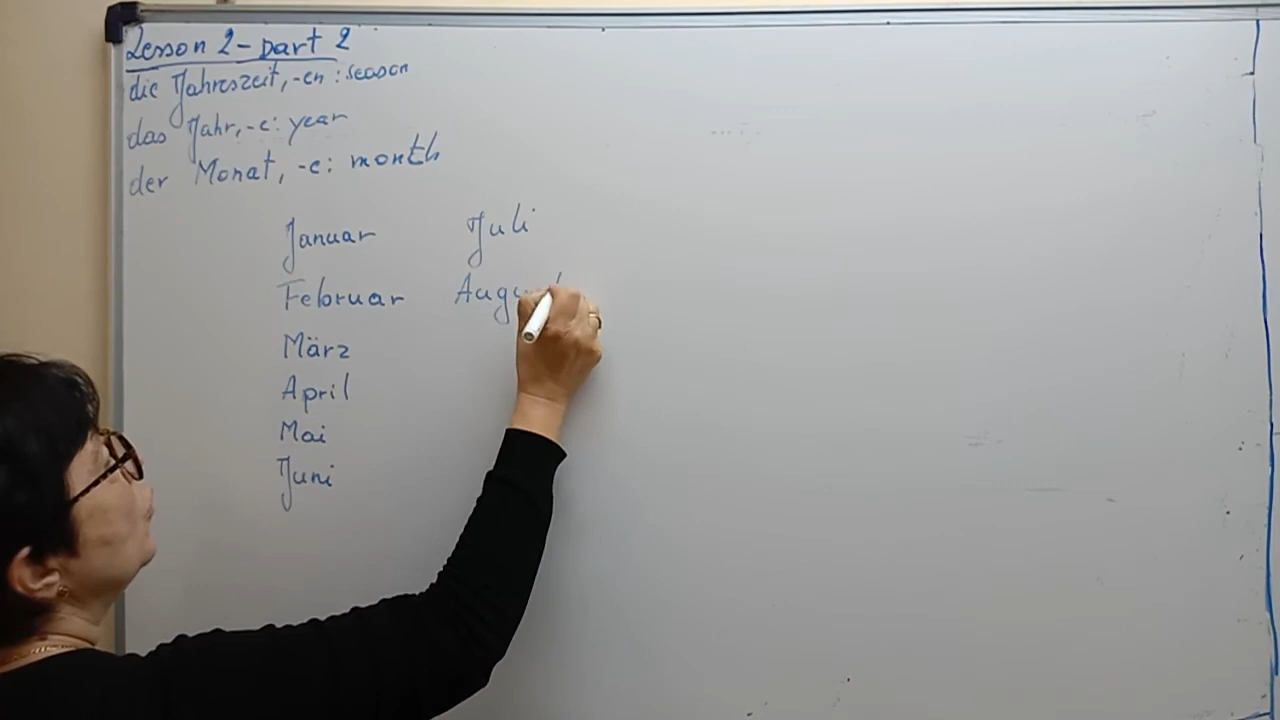 Lesson 2 - part 2
die Jahreszeit, -en : season
das Jahr, -e : year
der Monat, -e : month
Januar
Februar
März
April
Mai
Juni
Juli